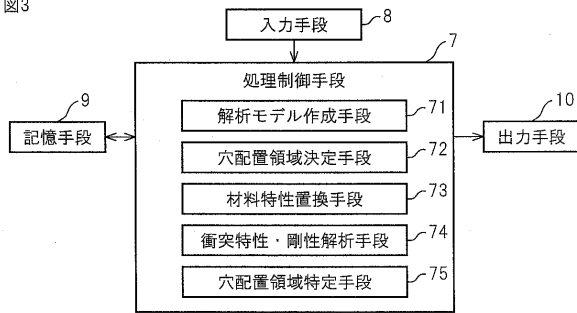 図3
入力手段 8
7
処理制御手段
9
記憶手段
解析モデル作成手段 71
穴配置領域決定手段 72
材料特性置換手段 73
衝突特性・剛性解析手段 74
穴配置領域特定手段 75
10
出力手段